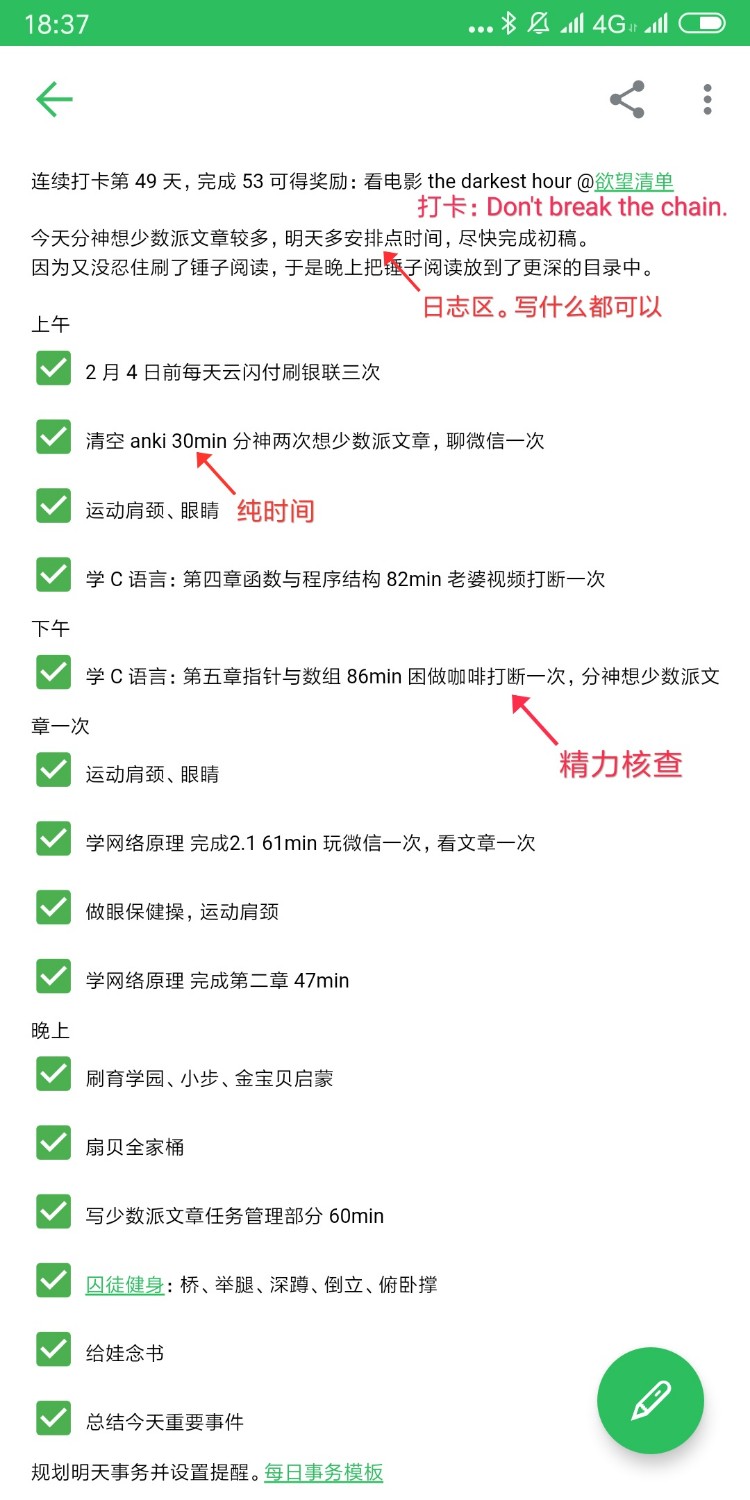 18:37
4G
连续打卡第 49 天，完成 53 可得奖励：看电影 the darkest hour @欲望清单
打卡：Don't break the chain.
今天分神想少数派文章较多，明天多安排点时间，尽快完成初稿。
因为又没忍住刷了锤子阅读，于是晚上把锤子阅读放到了更深的目录中。
日志区。写什么都可以
上午
2 月 4 日前每天云闪付刷银联三次
清空 anki 30min 分神两次想少数派文章，聊微信一次
运动肩颈、眼睛
纯时间
学 C 语言：第四章函数与程序结构 82min 老婆视频打断一次
下午
学 C 语言：第五章指针与数组 86min 困做咖啡打断一次，分神想少数派文
章一次
精力核查
运动肩颈、眼睛
学网络原理 完成2.1 61min 玩微信一次，看文章一次
做眼保健操，运动肩颈
学网络原理 完成第二章 47min
晚上
刷育学园、小步、金宝贝启蒙
扇贝全家桶
写少数派文章任务管理部分 60min
囚徒健身：桥、举腿、深蹲、倒立、俯卧撑
给娃念书
总结今天重要事件
规划明天事务并设置提醒。每日事务模板